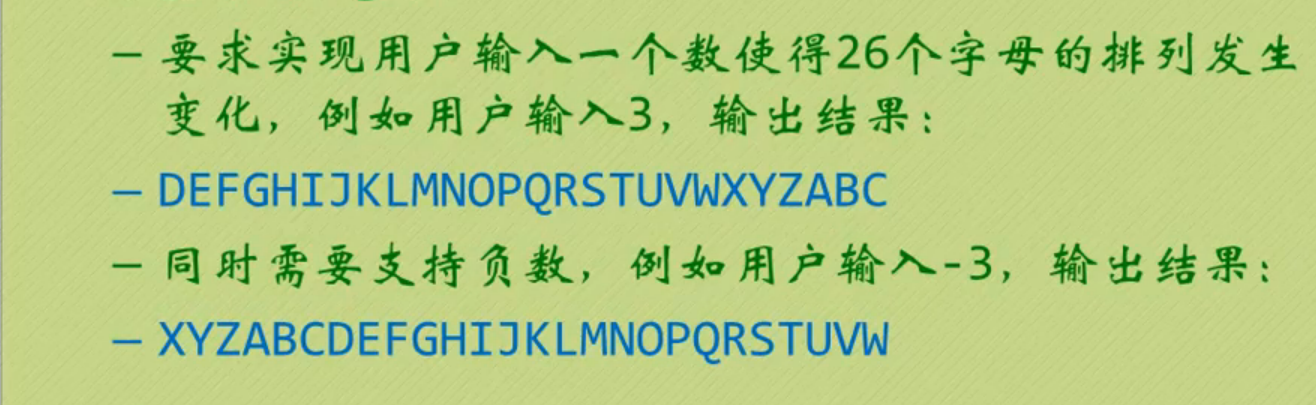 – 要求实现用户输入一个数使得26个字母的排列发生
变化，例如用户输入3，输出结果：
– DEFGHIJKLMNOPQRSTUVWXYZABC
– 同时需要支持负数，例如用户输入-3，输出结果：
– XYZABCDEFGHIJKLMNOPQRSTUVW